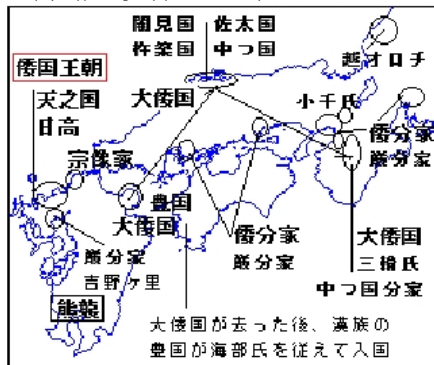 闇見国 佐太国
杵築国 中つ国
越オロチ
倭国王朝
大倭国
小千氏
天之国
日高
宗像家
倭分家
厳分家
豊国
大倭国
厳分家
吉野ヶ里
倭分家
厳分家
大倭国
三輪氏
中つ国分家
熊襲
大倭国が去った後、漢族の
豊国が海部氏を従えて入国